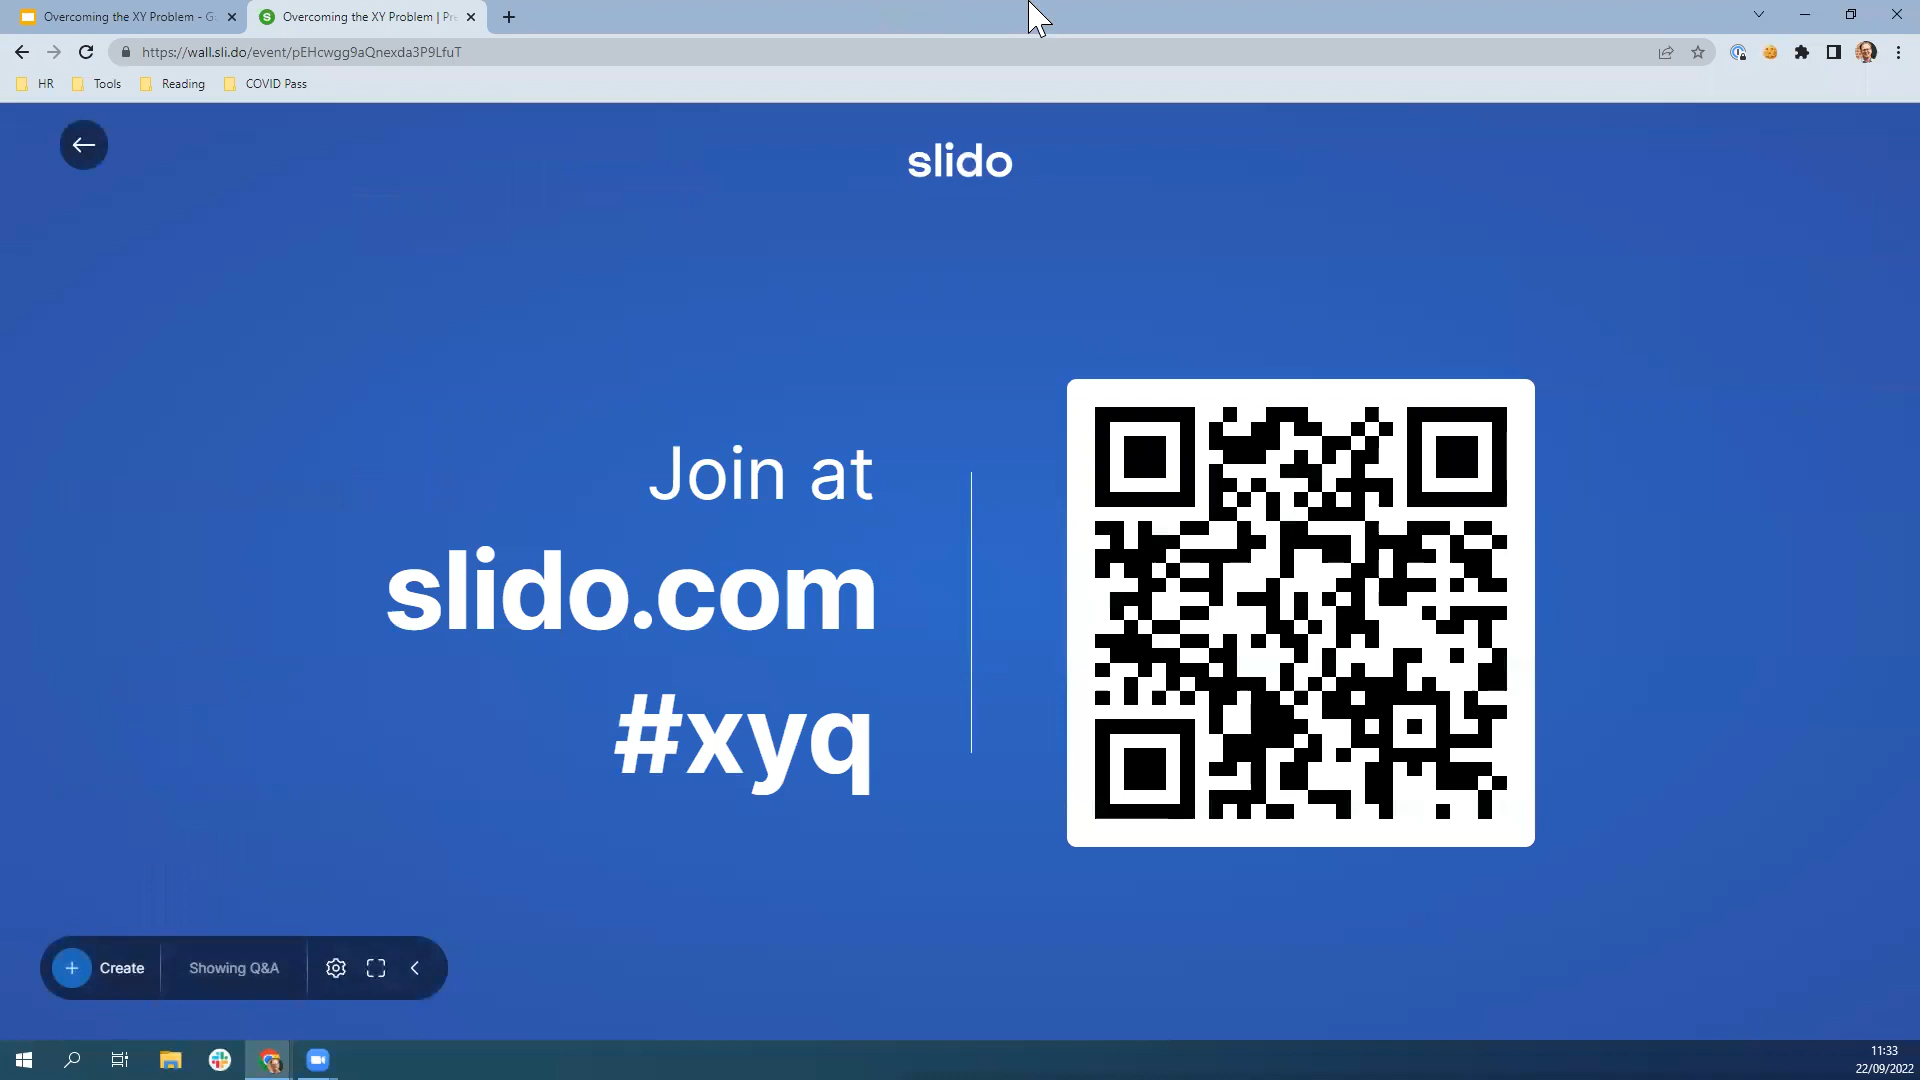 Overcoming the XY Problem - G
Overcoming the XY Problem | Pre
https://wall.sli.do/event/pEHcwgg9aQnexda3P9LfuT
HR
Tools
Reading
COVID Pass
slido
Join at
slido.com
#xyq
Create
Showing Q&A
11:33
22/09/2022